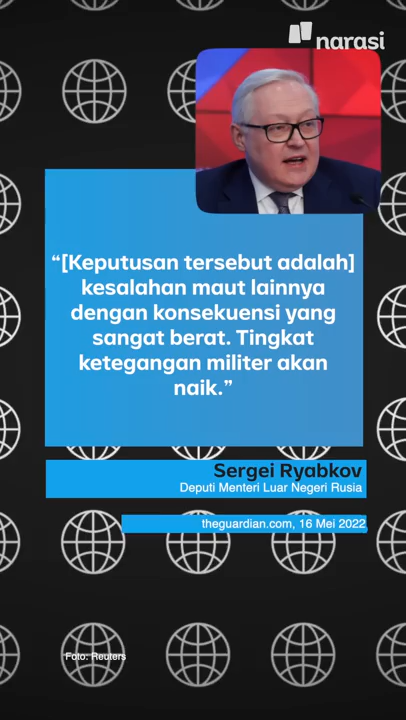 narasi
“[Keputusan tersebut adalah]
kesalahan maut lainnya
dengan konsekuensi yang
sangat berat. Tingkat
ketegangan militer akan
naik.”
Sergei Ryabkov
Deputi Menteri Luar Negeri Rusia
theguardian.com, 16 Mei 2022
Foto: Reuters